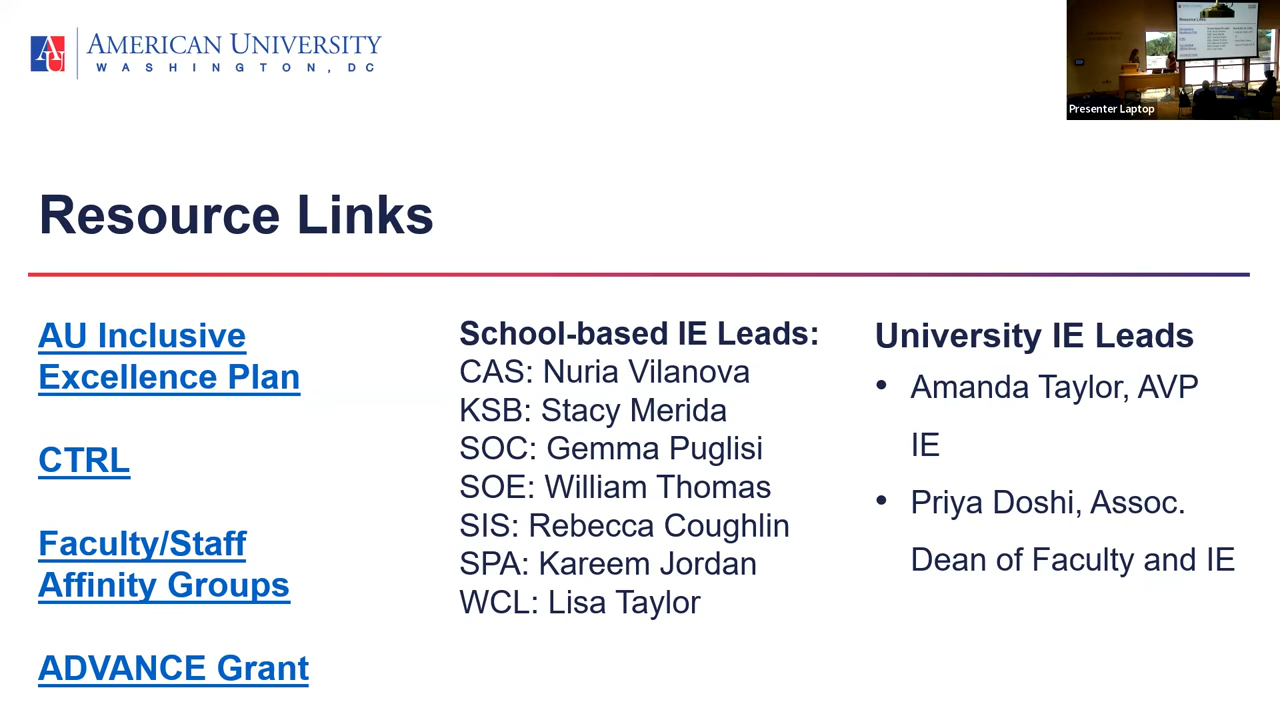 AMERICAN UNIVERSITY
WASHINGTON, DC
Presenter Laptop
Resource Links
AU Inclusive
Excellence Plan
CTRL
Faculty/Staff
Affinity Groups
ADVANCE Grant
School-based IE Leads:
CAS: Nuria Vilanova
KSB: Stacy Merida
SOC: Gemma Puglisi
SOE: William Thomas
SIS: Rebecca Coughlin
SPA: Kareem Jordan
WCL: Lisa Taylor
University IE Leads
• Amanda Taylor, AVP
IE
• Priya Doshi, Assoc.
Dean of Faculty and IE